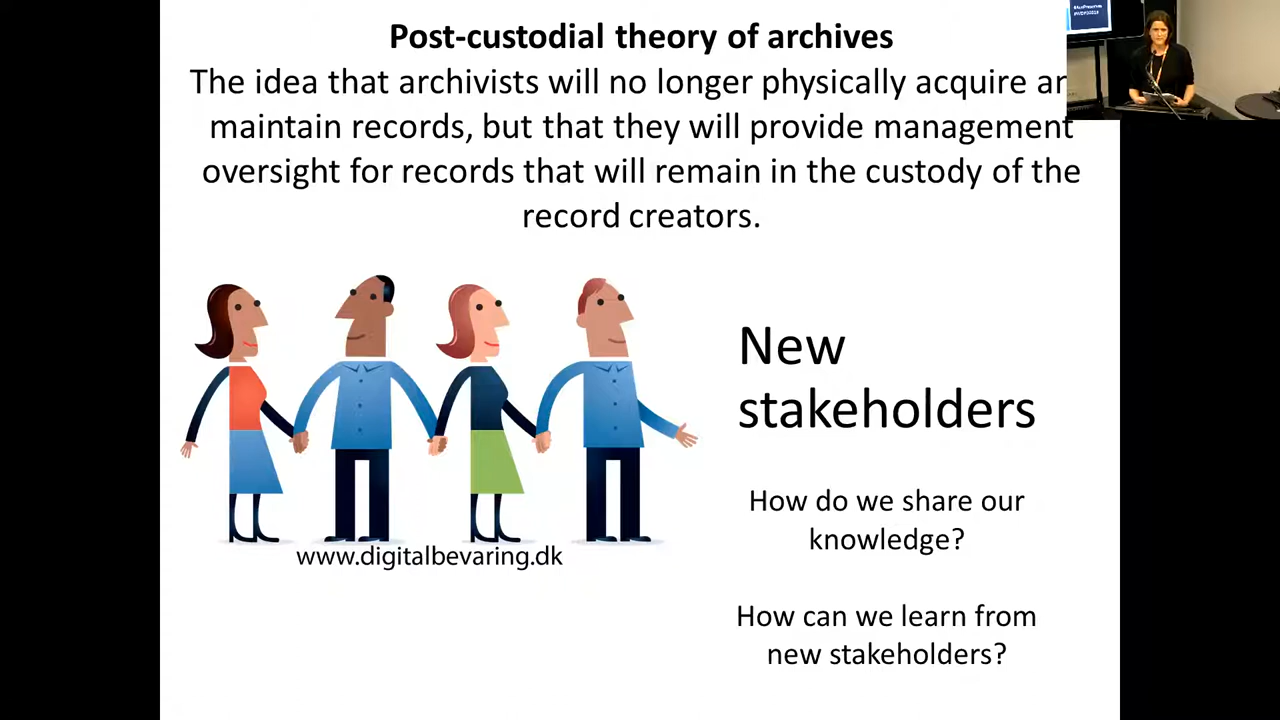 Post-custodial theory of archives
The idea that archivists will no longer physically acquire
maintain records, but that they will provide management
oversight for records that will remain in the custody of the
record creators.
New
stakeholders
How do we share our
knowledge?
www.digitalbevaring.dk
How can we learn from
new stakeholders?